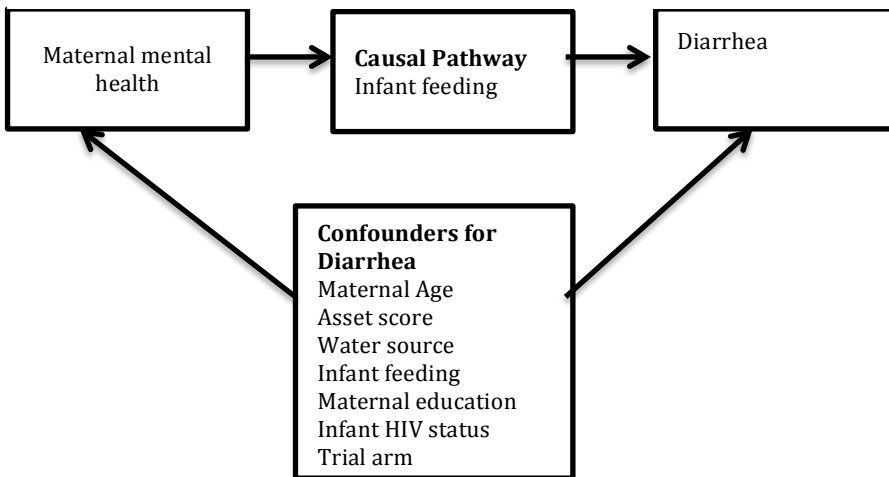 Maternal mental
health
Causal Pathway
Infant feeding
Diarrhea
Confounders for
Diarrhea
Maternal Age
Asset score
Water source
Infant feeding
Maternal education
Infant HIV status
Trial arm